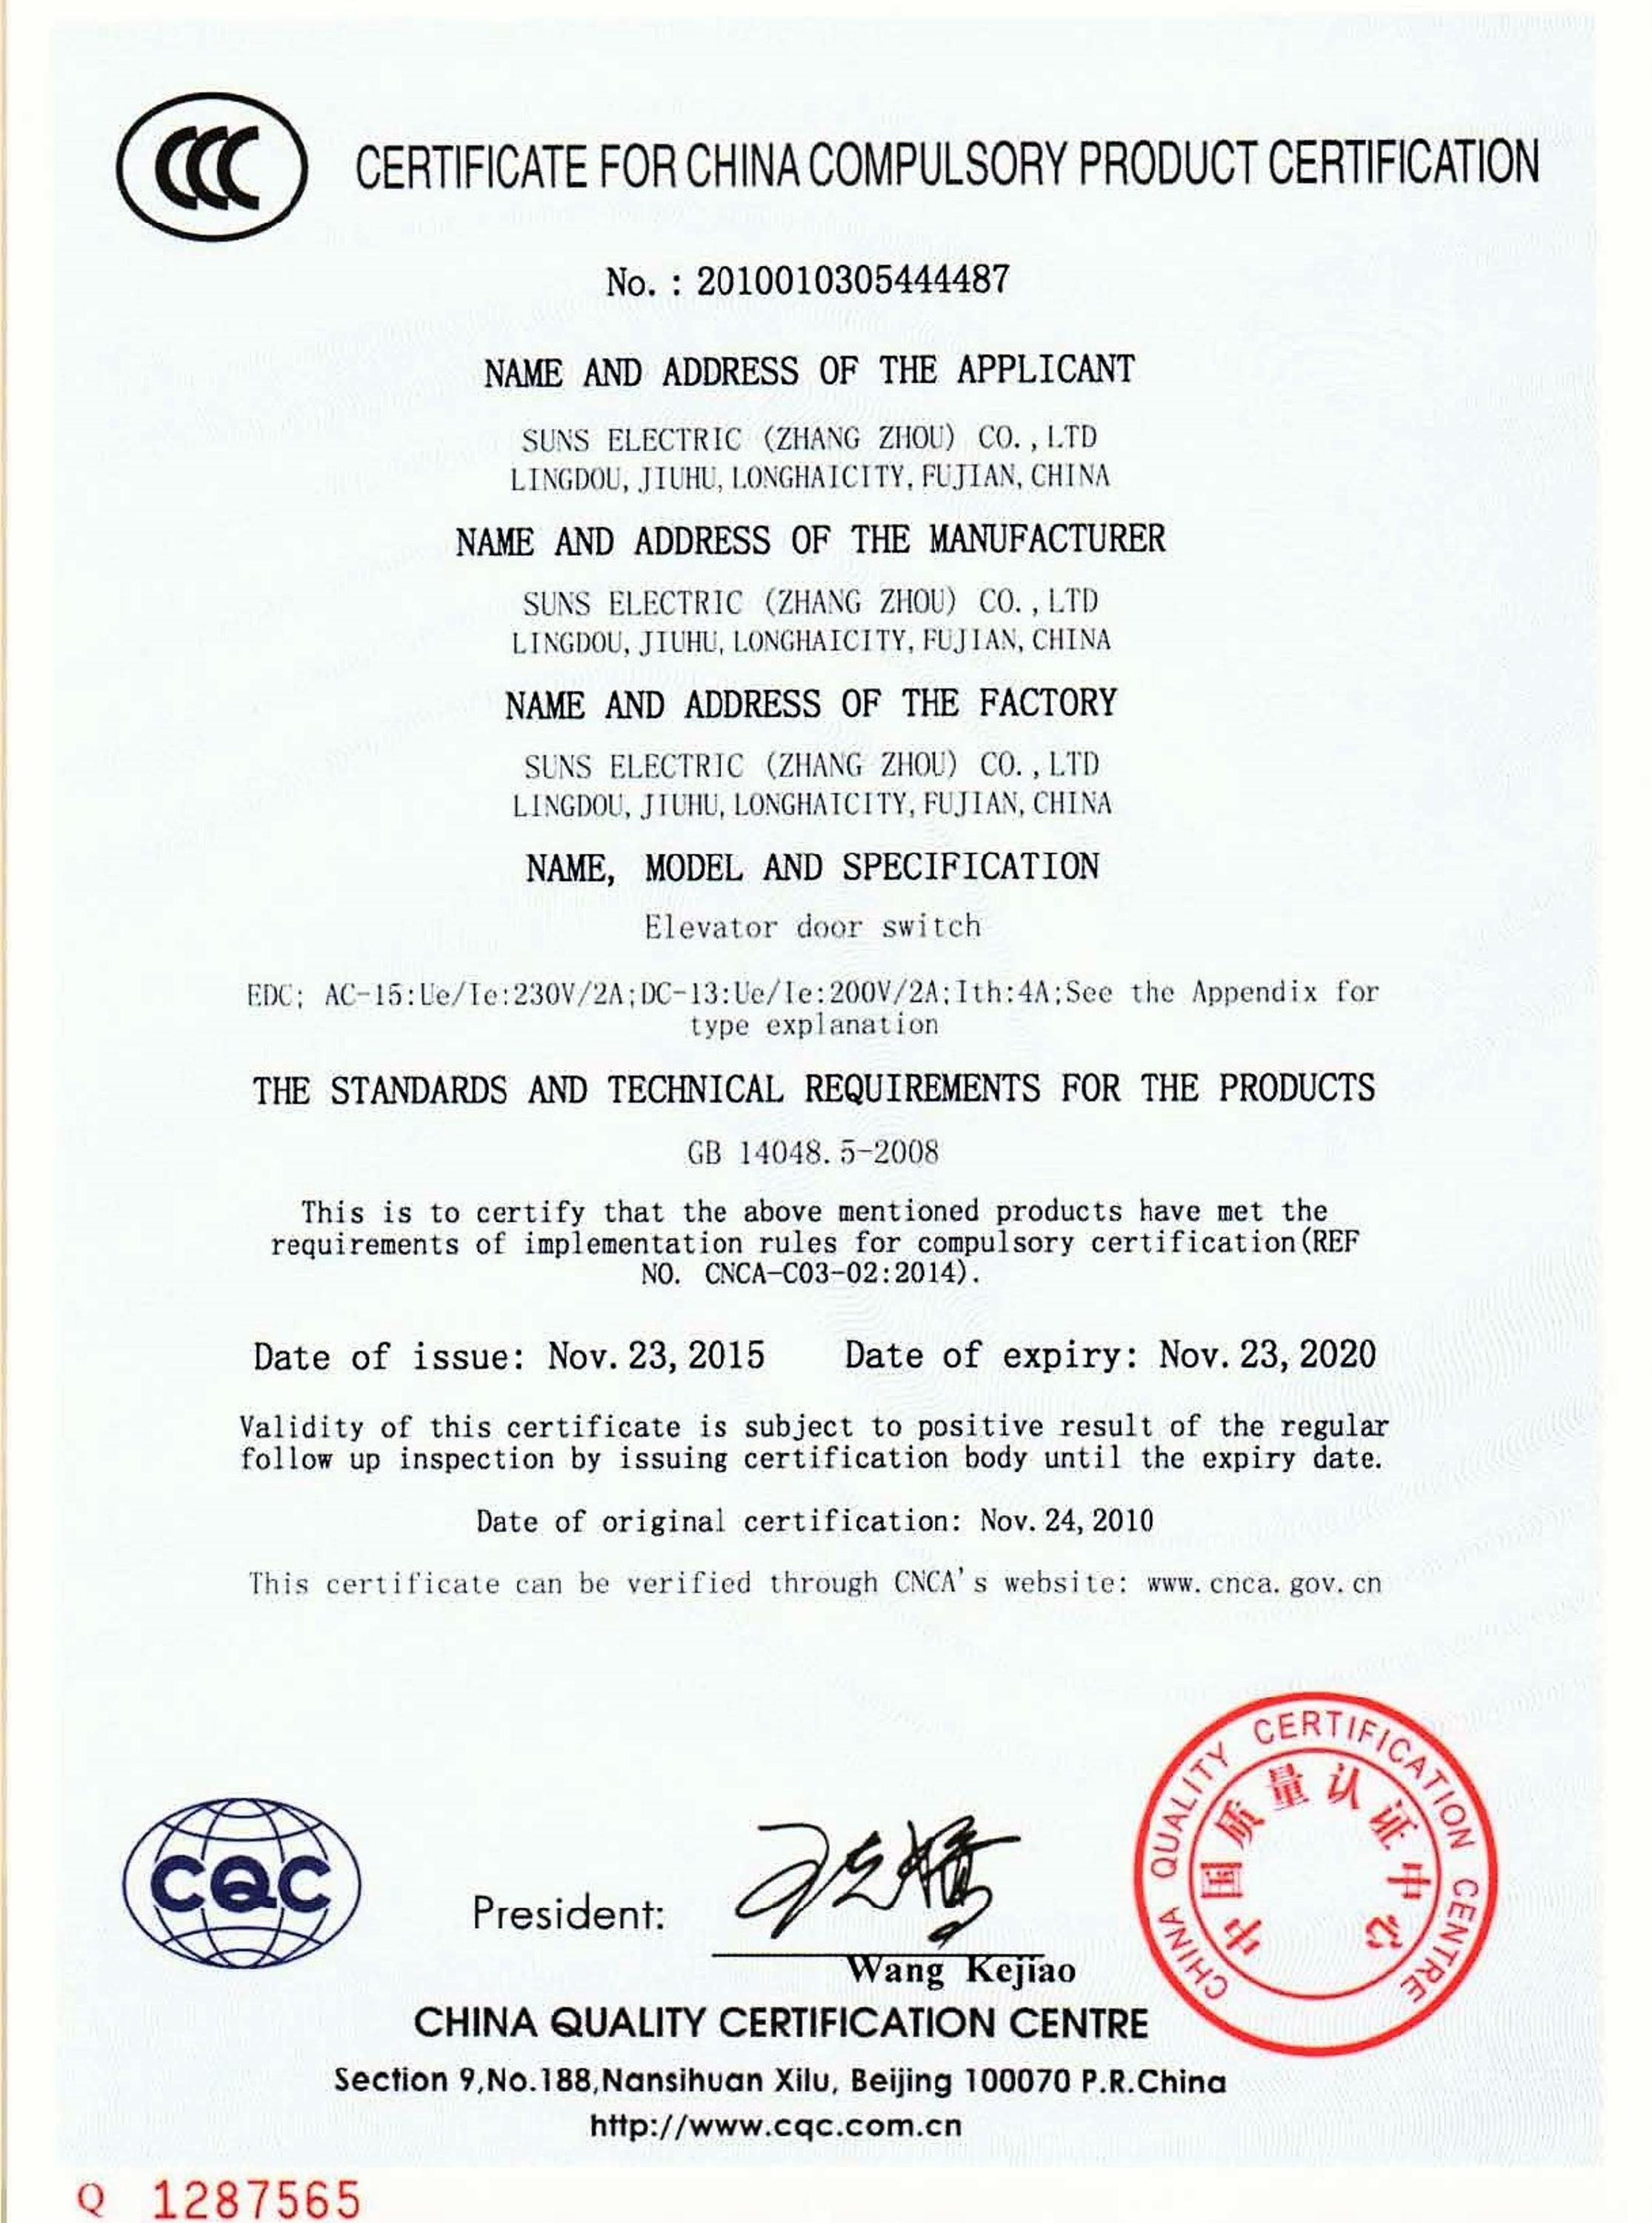 CERTIFICATE FOR CHINA COMPULSORY PRODUCT CERTIFICATION
No. : 2010010305444487
NAME AND ADDRESS OF THE APPLICANT
SUNS ELECTRIC (ZHANG ZHOU) CO. , LTD
LINGDOU, JIUHU, LONGHAICITY, FUJIAN, CHINA
NAME AND ADDRESS OF THE MANUFACTURER
SUNS ELECTRIC (ZHANG ZHOU) CO. , LTD
LINGDOU, JIUHU, LONGHAICITY, FUJIAN, CHINA
NAME AND ADDRESS OF THE FACTORY
SUNS ELECTRIC (ZHANG ZHOU) CO. , LTD
LINGDOU, JIUHU, LONGHAICITY, FUJIAN, CHINA
NAME, MODEL AND SPECIFICATION
Elevator door switch
EDC; AC-15:Ue/Ie:230V/2A;DC-13:Ue/Ie:200V/2A;Ith:4A;See the Appendix for
type explanation
THE STANDARDS AND TECHNICAL REQUIREMENTS FOR THE PRODUCTS
GB 14048.5-2008
This is to certify that the above mentioned products have met the
requirements of implementation rules for compulsory certification(REF
NO. CNCA-C03-02:2014).
Date of issue: Nov. 23, 2015 Date of expiry: Nov. 23, 2020
Validity of this certificate is subject to positive result of the regular
follow up inspection by issuing certification body until the expiry date.
Date of original certification: Nov. 24, 2010
This certificate can be verified through CNCA's website: www.cnca.gov.cn
CQC
President:
王克娇
Wang Kejiao
CHINA QUALITY CERTIFICATION CENTRE
中国质量认证中心
CHINA QUALITY CERTIFICATION CENTRE
Section 9,No.188,Nansihuan Xilu, Beijing 100070 P.R.China
http://www.cqc.com.cn
Q 1287565